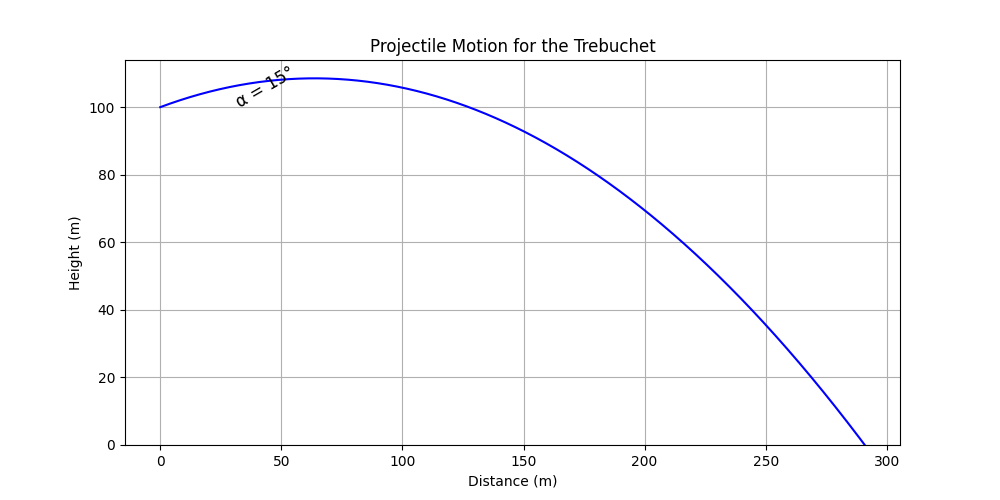 Projectile Motion for the Trebuchet
α = 15°
Height (m)
100
80
60
40
20
0
0 50 100 150 200 250 300
Distance (m)